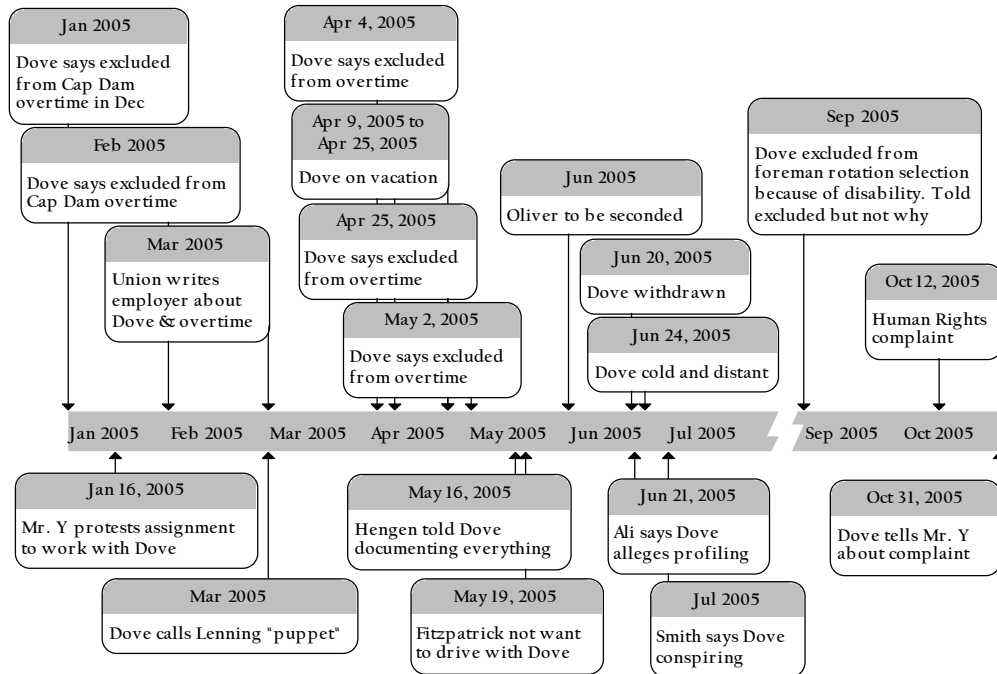 Jan 2005
Dove says excluded
from Cap Dam
overtime in Dec
Feb 2005
Dove says excluded from
Cap Dam overtime
Mar 2005
Union writes
employer about
Dove & overtime
Apr 4, 2005
Dove says excluded
from overtime
Apr 9, 2005 to
Apr 25, 2005
Dove on vacation
Apr 25, 2005
Dove says excluded
from overtime
May 2, 2005
Dove says excluded
from overtime
Jun 2005
Oliver to be seconded
Jun 20, 2005
Dove withdrawn
Jun 24, 2005
Dove cold and distant
Sep 2005
Dove excluded from
foreman rotation selection
because of disability. Told
excluded but not why
Oct 12, 2005
Human Rights
complaint
Jan 2005 Feb 2005 Mar 2005 Apr 2005 May 2005 Jun 2005 Jul 2005 Sep 2005 Oct 2005
Jan 16, 2005
Mr. Y protests assignment
to work with Dove
Mar 2005
Dove calls Lenning "puppet"
May 16, 2005
Hengen told Dove
documenting everything
May 19, 2005
Fitzpatrick not want
to drive with Dove
Jun 21, 2005
Ali says Dove
alleges profiling
Jul 2005
Smith says Dove
conspiring
Oct 31, 2005
Dove tells Mr. Y
about complaint